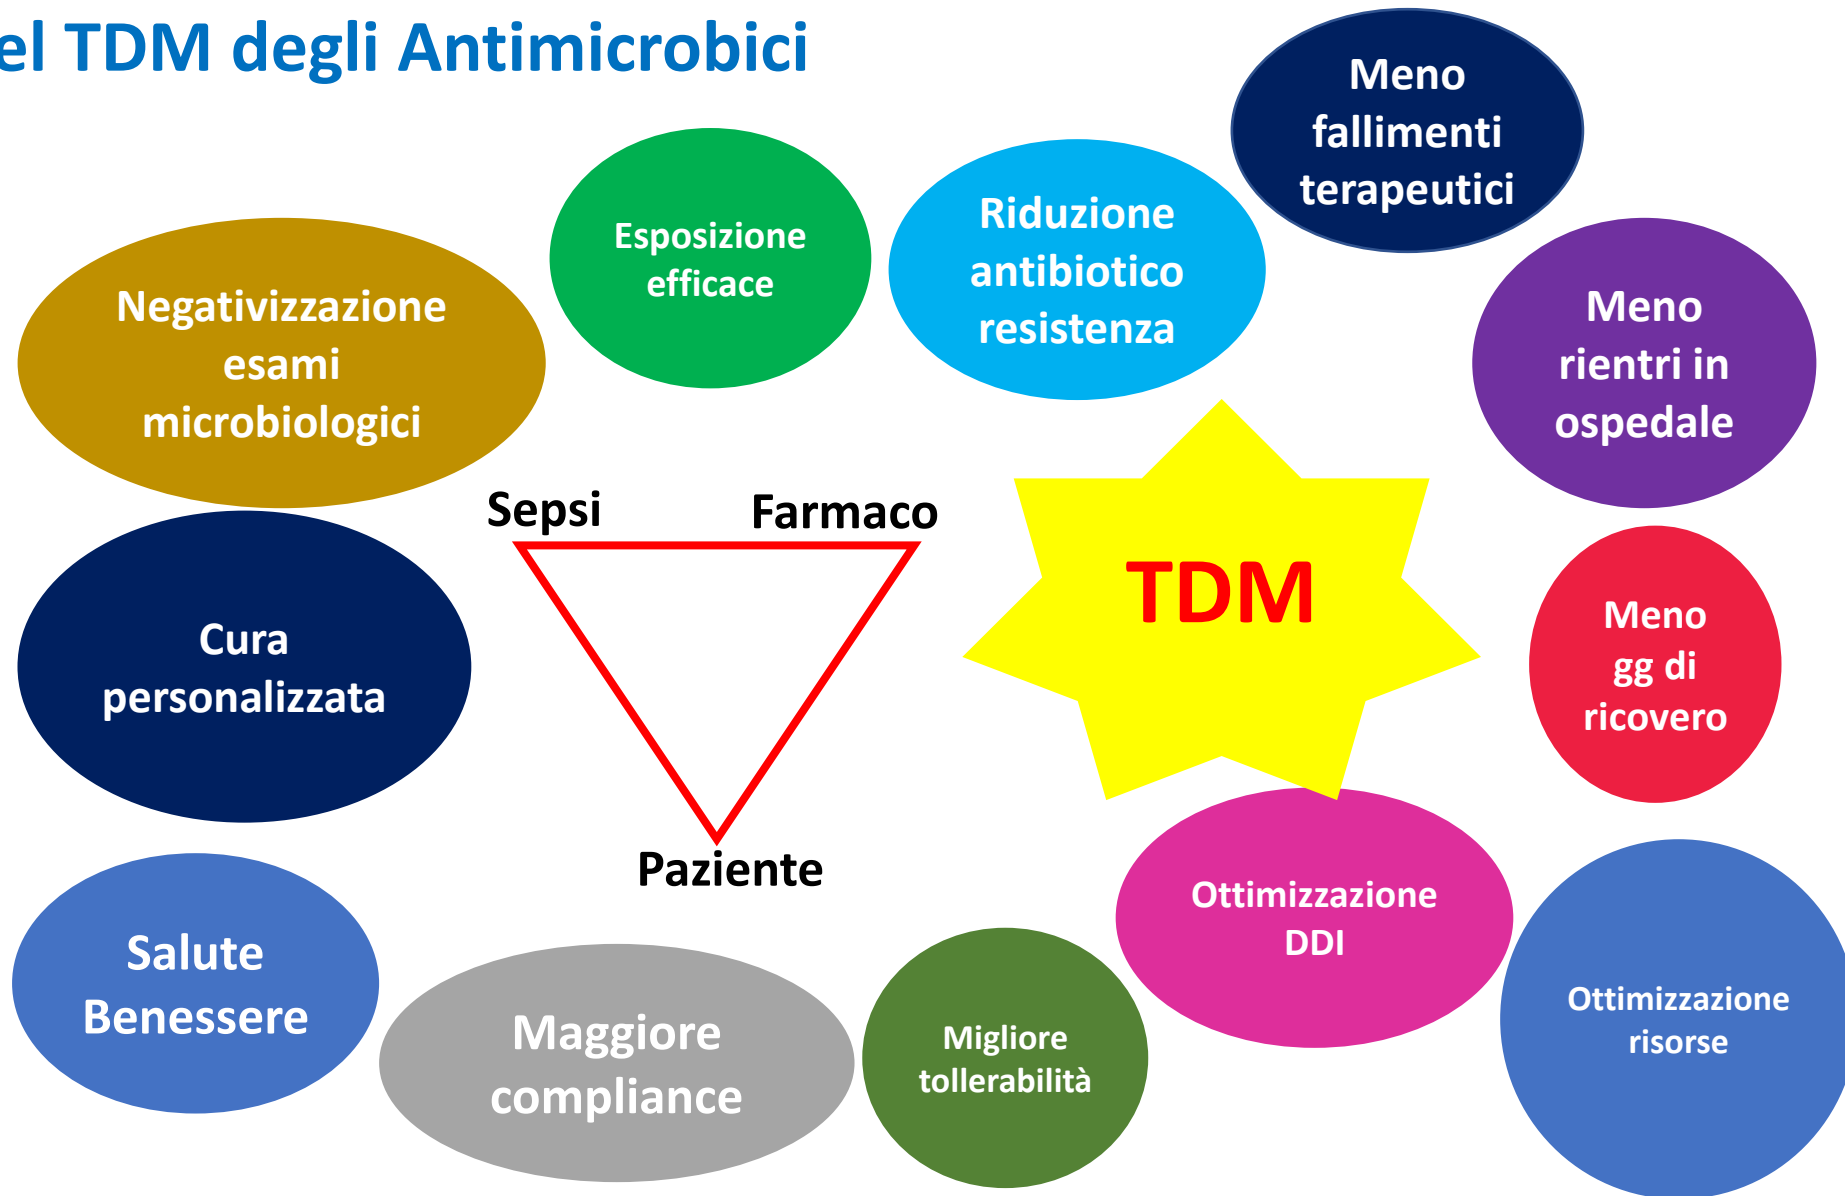 el TDM degli Antimicrobici
Meno
fallimenti
terapeutici
Esposizione
efficace
Riduzione
antibiotico
resistenza
Negativizzazione
esami
microbiologici
Meno
rientri in
ospedale
Sepsi
Farmaco
TDM
Cura
personalizzata
Meno
gg di
ricovero
Paziente
Ottimizzazione
DDI
Salute
Benessere
Maggiore
compliance
Migliore
tollerabilità
Ottimizzazione
risorse